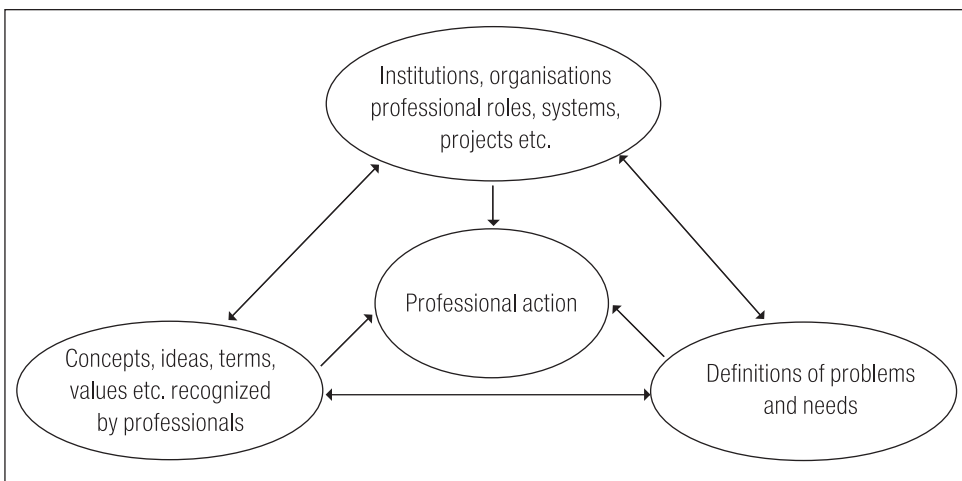 Institutions, organisations
professional roles, systems,
projects etc.
Professional action
Concepts, ideas, terms,
values etc. recognized
by professionals
Definitions of problems
and needs